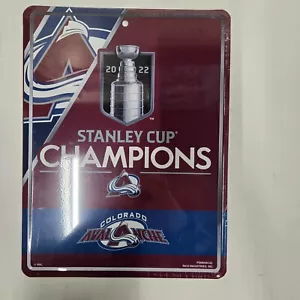 20 22
STANLEY CUP
CHAMPIONS
COLORADO
AVALANCHE